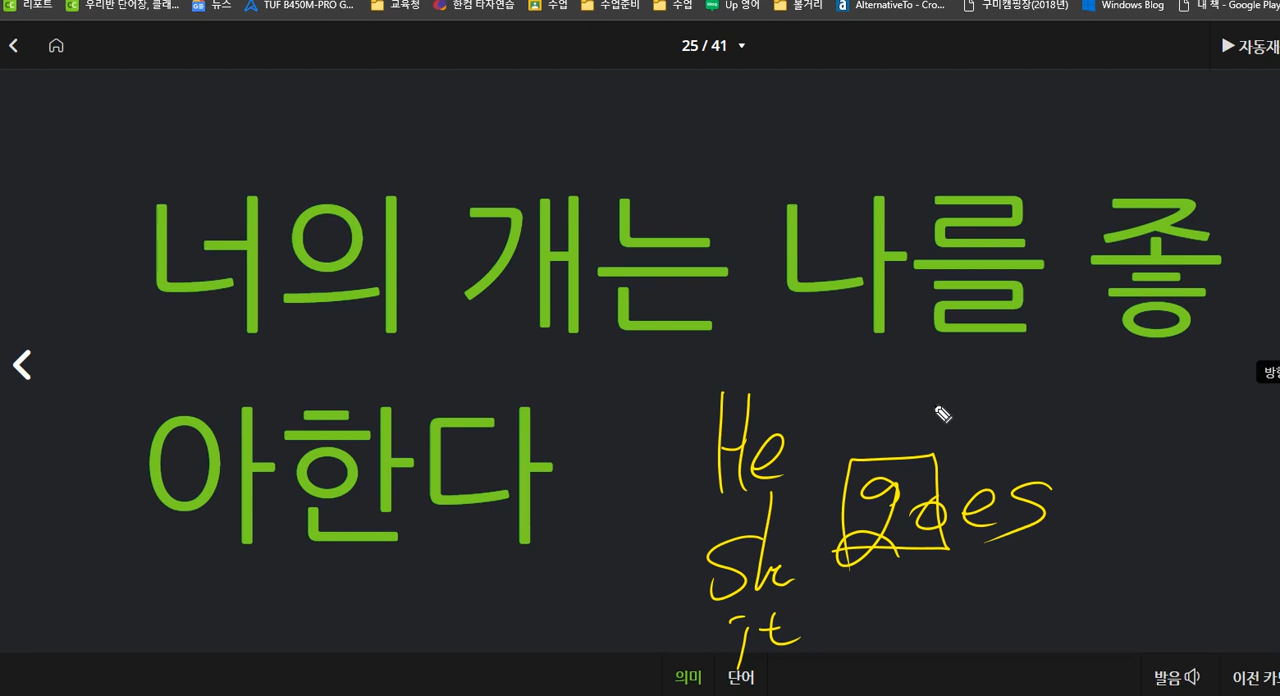 리포트 우리반 단어장, 클래... 뉴스 TUF B450M-PRO G... 교육청 한컴 타자연습 수업 수업준비 수업 Up 영어 볼거리 AlternativeTo - Cro... 구미캠핑장(2018년) Windows Blog 내 책 - Google Play
25 / 41
자동재
너의 개는 나를 좋
아한다
방향
He
goes
Sh
it
의미 단어 발음 이전 카드